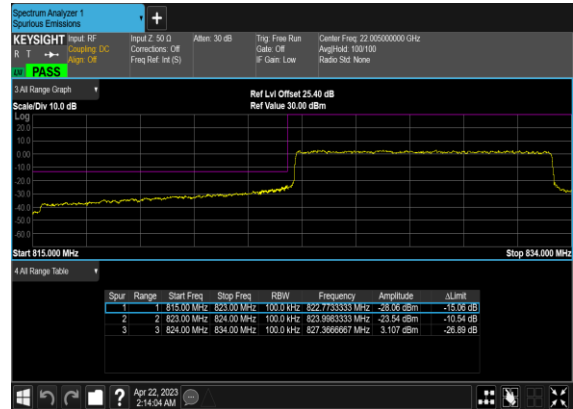 Spectrum Analyzer 1
Spurious Emissions
+
KEYSIGHT Input: RF
R T
Coupling: DC
Align: Off
Input Z: 50 Ω
Corrections: Off
Freq Ref: Int (S)
Atten: 30 dB
Trig: Free Run
Gate: Off
IF Gain: Low
Center Freq: 22.005000000 GHz
Avg|Hold: 100/100
Radio Std: None
PASS
3 All Range Graph
Ref Lvl Offset 25.40 dB
Scale/Div 10.0 dB
Ref Value 30.00 dBm
Log
20.0
10.0
0.00
-10.0
-20.0
-30.0
-40.0
-50.0
-60.0
Start 815.000 MHz
Stop 834.000 MHz
4 All Range Table
Spur Range Start Freq Stop Freq RBW Frequency Amplitude ΔLimit
1 1 815.00 MHz 823.00 MHz 100.0 kHz 822.7733333 MHz -28.06 dBm -15.06 dB
2 2 823.00 MHz 824.00 MHz 100.0 kHz 823.9983333 MHz -23.54 dBm -10.54 dB
3 3 824.00 MHz 834.00 MHz 100.0 kHz 827.3666667 MHz 3.107 dBm -26.89 dB
?
Apr 22, 2023
2:14:04 AM